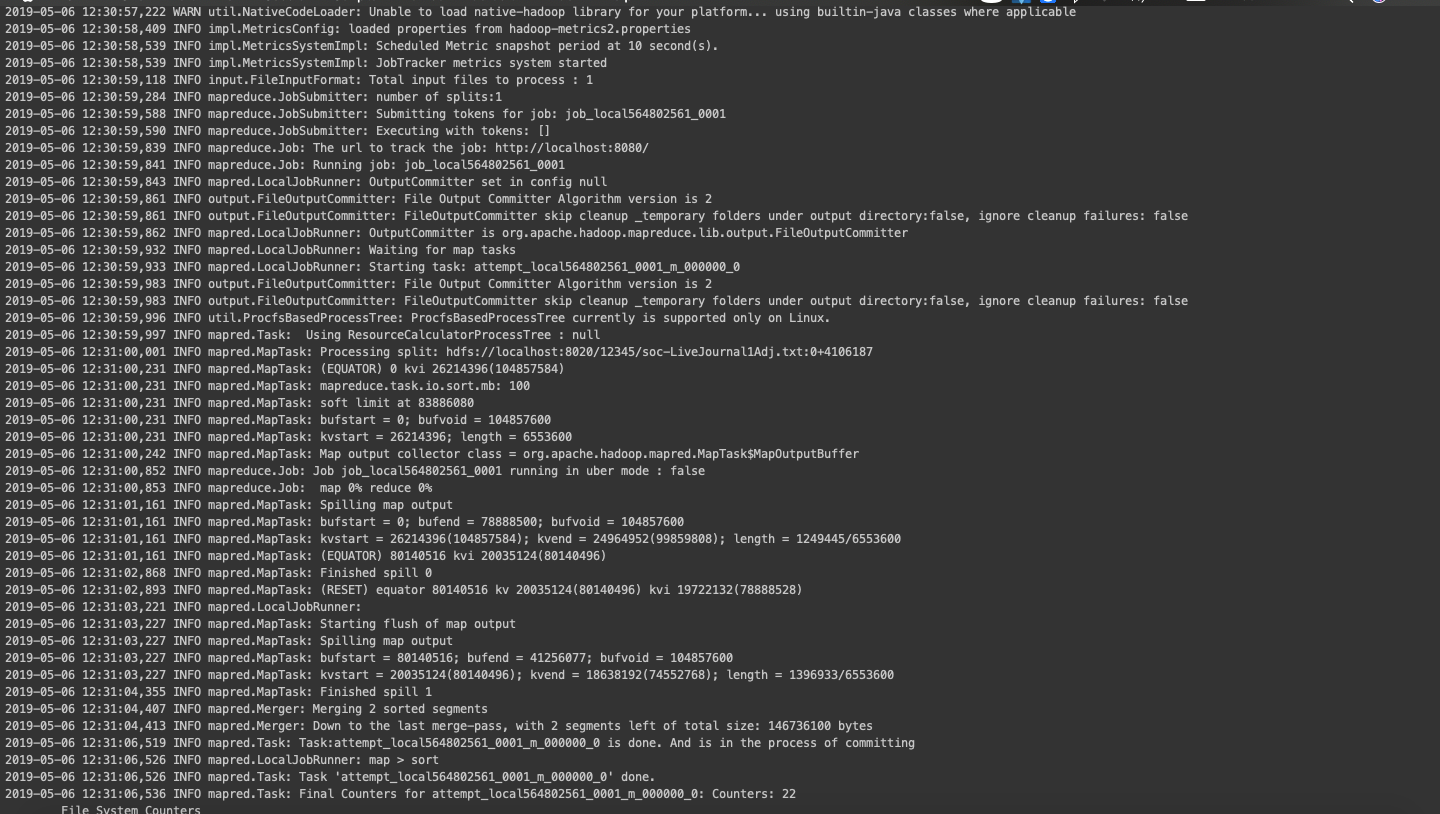 2019-05-06 12:30:57,222 WARN util.NativeCodeLoader: Unable to load native-hadoop library for your platform... using builtin-java classes where applicable
2019-05-06 12:30:58,409 INFO impl.MetricsConfig: loaded properties from hadoop-metrics2.properties
2019-05-06 12:30:58,539 INFO impl.MetricsSystemImpl: Scheduled Metric snapshot period at 10 second(s).
2019-05-06 12:30:58,539 INFO impl.MetricsSystemImpl: JobTracker metrics system started
2019-05-06 12:30:59,118 INFO input.FileInputFormat: Total input files to process : 1
2019-05-06 12:30:59,284 INFO mapreduce.JobSubmitter: number of splits:1
2019-05-06 12:30:59,588 INFO mapreduce.JobSubmitter: Submitting tokens for job: job_local564802561_0001
2019-05-06 12:30:59,590 INFO mapreduce.JobSubmitter: Executing with tokens: []
2019-05-06 12:30:59,839 INFO mapreduce.Job: The url to track the job: http://localhost:8080/
2019-05-06 12:30:59,841 INFO mapreduce.Job: Running job: job_local564802561_0001
2019-05-06 12:30:59,843 INFO mapred.LocalJobRunner: OutputCommitter set in config null
2019-05-06 12:30:59,861 INFO output.FileOutputCommitter: File Output Committer Algorithm version is 2
2019-05-06 12:30:59,861 INFO output.FileOutputCommitter: FileOutputCommitter skip cleanup _temporary folders under output directory:false, ignore cleanup failures: false
2019-05-06 12:30:59,862 INFO mapred.LocalJobRunner: OutputCommitter is org.apache.hadoop.mapreduce.lib.output.FileOutputCommitter
2019-05-06 12:30:59,932 INFO mapred.LocalJobRunner: Waiting for map tasks
2019-05-06 12:30:59,933 INFO mapred.LocalJobRunner: Starting task: attempt_local564802561_0001_m_000000_0
2019-05-06 12:30:59,983 INFO output.FileOutputCommitter: File Output Committer Algorithm version is 2
2019-05-06 12:30:59,983 INFO output.FileOutputCommitter: FileOutputCommitter skip cleanup _temporary folders under output directory:false, ignore cleanup failures: false
2019-05-06 12:30:59,996 INFO util.ProcfsBasedProcessTree: ProcfsBasedProcessTree currently is supported only on Linux.
2019-05-06 12:30:59,997 INFO mapred.Task:  Using ResourceCalculatorProcessTree : null
2019-05-06 12:31:00,001 INFO mapred.MapTask: Processing split: hdfs://localhost:8020/12345/soc-LiveJournal1Adj.txt:0+4106187
2019-05-06 12:31:00,231 INFO mapred.MapTask: (EQUATOR) 0 kvi 26214396(104857584)
2019-05-06 12:31:00,231 INFO mapred.MapTask: mapreduce.task.io.sort.mb: 100
2019-05-06 12:31:00,231 INFO mapred.MapTask: soft limit at 83886080
2019-05-06 12:31:00,231 INFO mapred.MapTask: bufstart = 0; bufvoid = 104857600
2019-05-06 12:31:00,231 INFO mapred.MapTask: kvstart = 26214396; length = 6553600
2019-05-06 12:31:00,242 INFO mapred.MapTask: Map output collector class = org.apache.hadoop.mapred.MapTask$MapOutputBuffer
2019-05-06 12:31:00,852 INFO mapreduce.Job: Job job_local564802561_0001 running in uber mode : false
2019-05-06 12:31:00,853 INFO mapreduce.Job:  map 0% reduce 0%
2019-05-06 12:31:01,161 INFO mapred.MapTask: Spilling map output
2019-05-06 12:31:01,161 INFO mapred.MapTask: bufstart = 0; bufend = 78888500; bufvoid = 104857600
2019-05-06 12:31:01,161 INFO mapred.MapTask: kvstart = 26214396(104857584); kvend = 24964952(99859808); length = 1249445/6553600
2019-05-06 12:31:01,161 INFO mapred.MapTask: (EQUATOR) 80140516 kvi 20035124(80140496)
2019-05-06 12:31:02,868 INFO mapred.MapTask: Finished spill 0
2019-05-06 12:31:02,893 INFO mapred.MapTask: (RESET) equator 80140516 kv 20035124(80140496) kvi 19722132(78888528)
2019-05-06 12:31:03,221 INFO mapred.LocalJobRunner:
2019-05-06 12:31:03,227 INFO mapred.MapTask: Starting flush of map output
2019-05-06 12:31:03,227 INFO mapred.MapTask: Spilling map output
2019-05-06 12:31:03,227 INFO mapred.MapTask: bufstart = 80140516; bufend = 41256077; bufvoid = 104857600
2019-05-06 12:31:03,227 INFO mapred.MapTask: kvstart = 20035124(80140496); kvend = 18638192(74552768); length = 1396933/6553600
2019-05-06 12:31:04,355 INFO mapred.MapTask: Finished spill 1
2019-05-06 12:31:04,407 INFO mapred.Merger: Merging 2 sorted segments
2019-05-06 12:31:04,413 INFO mapred.Merger: Down to the last merge-pass, with 2 segments left of total size: 146736100 bytes
2019-05-06 12:31:06,519 INFO mapred.Task: Task:attempt_local564802561_0001_m_000000_0 is done. And is in the process of committing
2019-05-06 12:31:06,526 INFO mapred.LocalJobRunner: map > sort
2019-05-06 12:31:06,526 INFO mapred.Task: Task 'attempt_local564802561_0001_m_000000_0' done.
2019-05-06 12:31:06,536 INFO mapred.Task: Final Counters for attempt_local564802561_0001_m_000000_0: Counters: 22
File System Counters